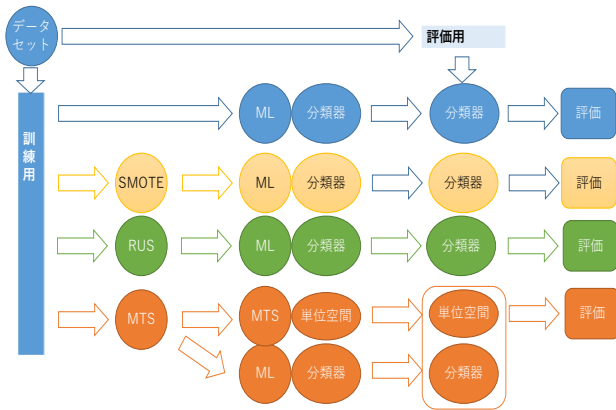 データ
セット
評価用
訓練用
ML
分類器
分類器
評価
SMOTE
ML
分類器
分類器
評価
RUS
ML
分類器
分類器
評価
MTS
MTS
単位空間
単位空間
評価
ML
分類器
分類器